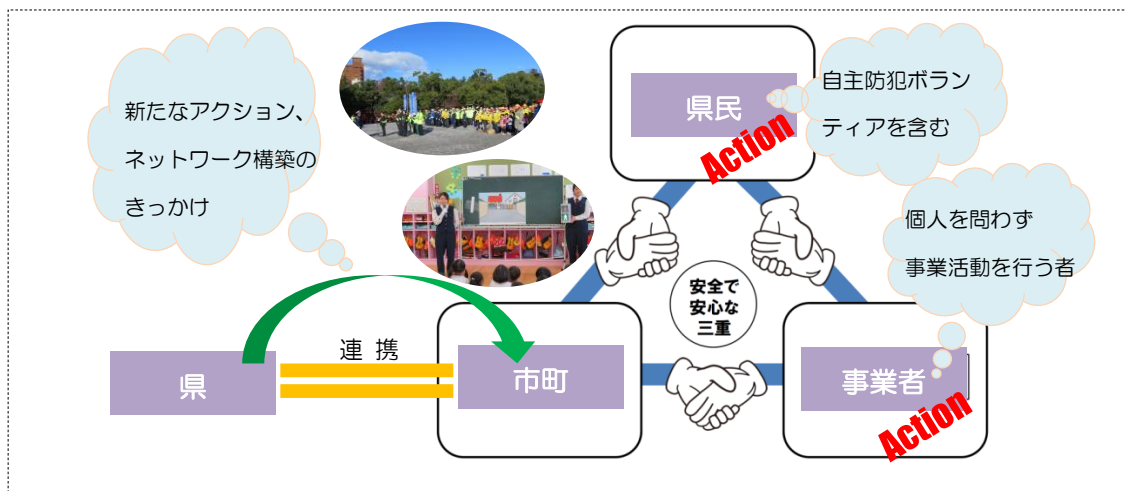 新たなアクション、
ネットワーク構築の
きっかけ
県民
Action
自主防犯ボラン
ティアを含む
個人を問わず
事業活動を行う者
安全で
安心な
三重
県
連 携
市町
事業者
Action